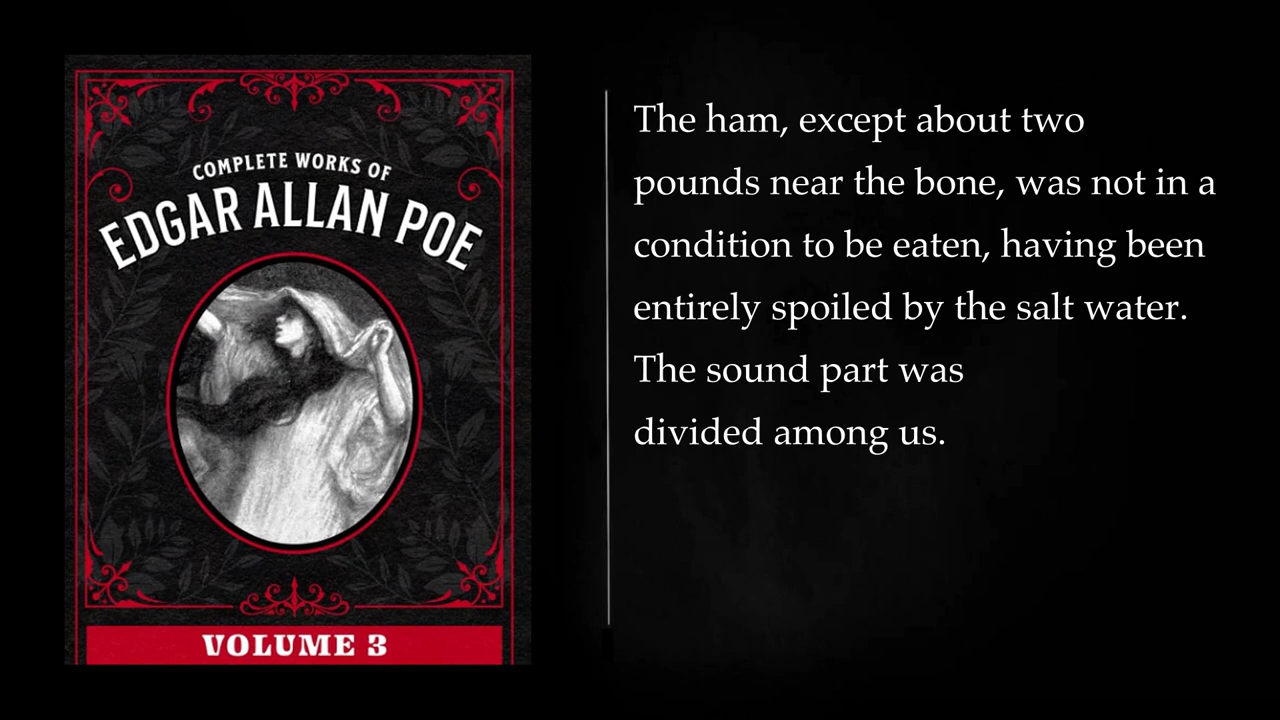 COMPLETE WORKS OF
EDGAR ALLAN POE
VOLUME 3
The ham, except about two
pounds near the bone, was not in a
condition to be eaten, having been
entirely spoiled by the salt water.
The sound part was
divided among us.